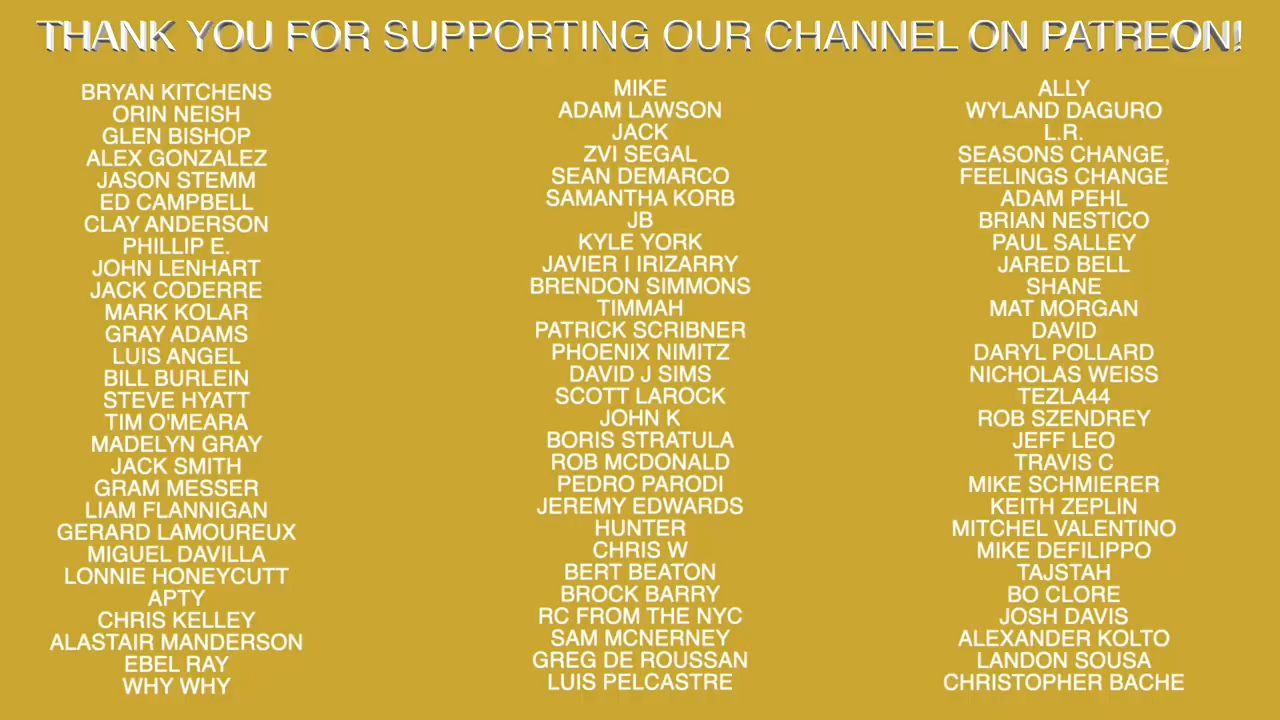 THANK YOU FOR SUPPORTING OUR CHANNEL ON PATREON!
BRYAN KITCHENS
ORIN NEISH
GLEN BISHOP
ALEX GONZALEZ
JASON STEMM
ED CAMPBELL
CLAY ANDERSON
PHILLIP E.
JOHN LENHART
JACK CODERRE
MARK KOLAR
GRAY ADAMS
LUIS ANGEL
BILL BURLEIN
STEVE HYATT
TIM O'MEARA
MADELYN GRAY
JACK SMITH
GRAM MESSER
LIAM FLANNIGAN
GERARD LAMOUREUX
MIGUEL DAVILLA
LONNIE HONEYCUTT
APTY
CHRIS KELLEY
ALASTAIR MANDERSON
EBEL RAY
WHY WHY
MIKE
ADAM LAWSON
JACK
ZVI SEGAL
SEAN DEMARCO
SAMANTHA KORB
JB
KYLE YORK
JAVIER I IRIZARRY
BRENDON SIMMONS
TIMMAH
PATRICK SCRIBNER
PHOENIX NIMITZ
DAVID J SIMS
SCOTT LAROCK
JOHN K
BORIS STRATULA
ROB MCDONALD
PEDRO PARODI
JEREMY EDWARDS
HUNTER
CHRIS W
BERT BEATON
BROCK BARRY
RC FROM THE NYC
SAM MCNERNEY
GREG DE ROUSSAN
LUIS PELCASTRE
ALLY
WYLAND DAGURO
L.R.
SEASONS CHANGE,
FEELINGS CHANGE
ADAM PEHL
BRIAN NESTICO
PAUL SALLEY
JARED BELL
SHANE
MAT MORGAN
DAVID
DARYL POLLARD
NICHOLAS WEISS
TEZLA44
ROB SZENDREY
JEFF LEO
TRAVIS C
MIKE SCHMIERER
KEITH ZEPLIN
MITCHEL VALENTINO
MIKE DEFILIPPO
TAJSTAH
BO CLORE
JOSH DAVIS
ALEXANDER KOLTO
LANDON SOUSA
CHRISTOPHER BACHE